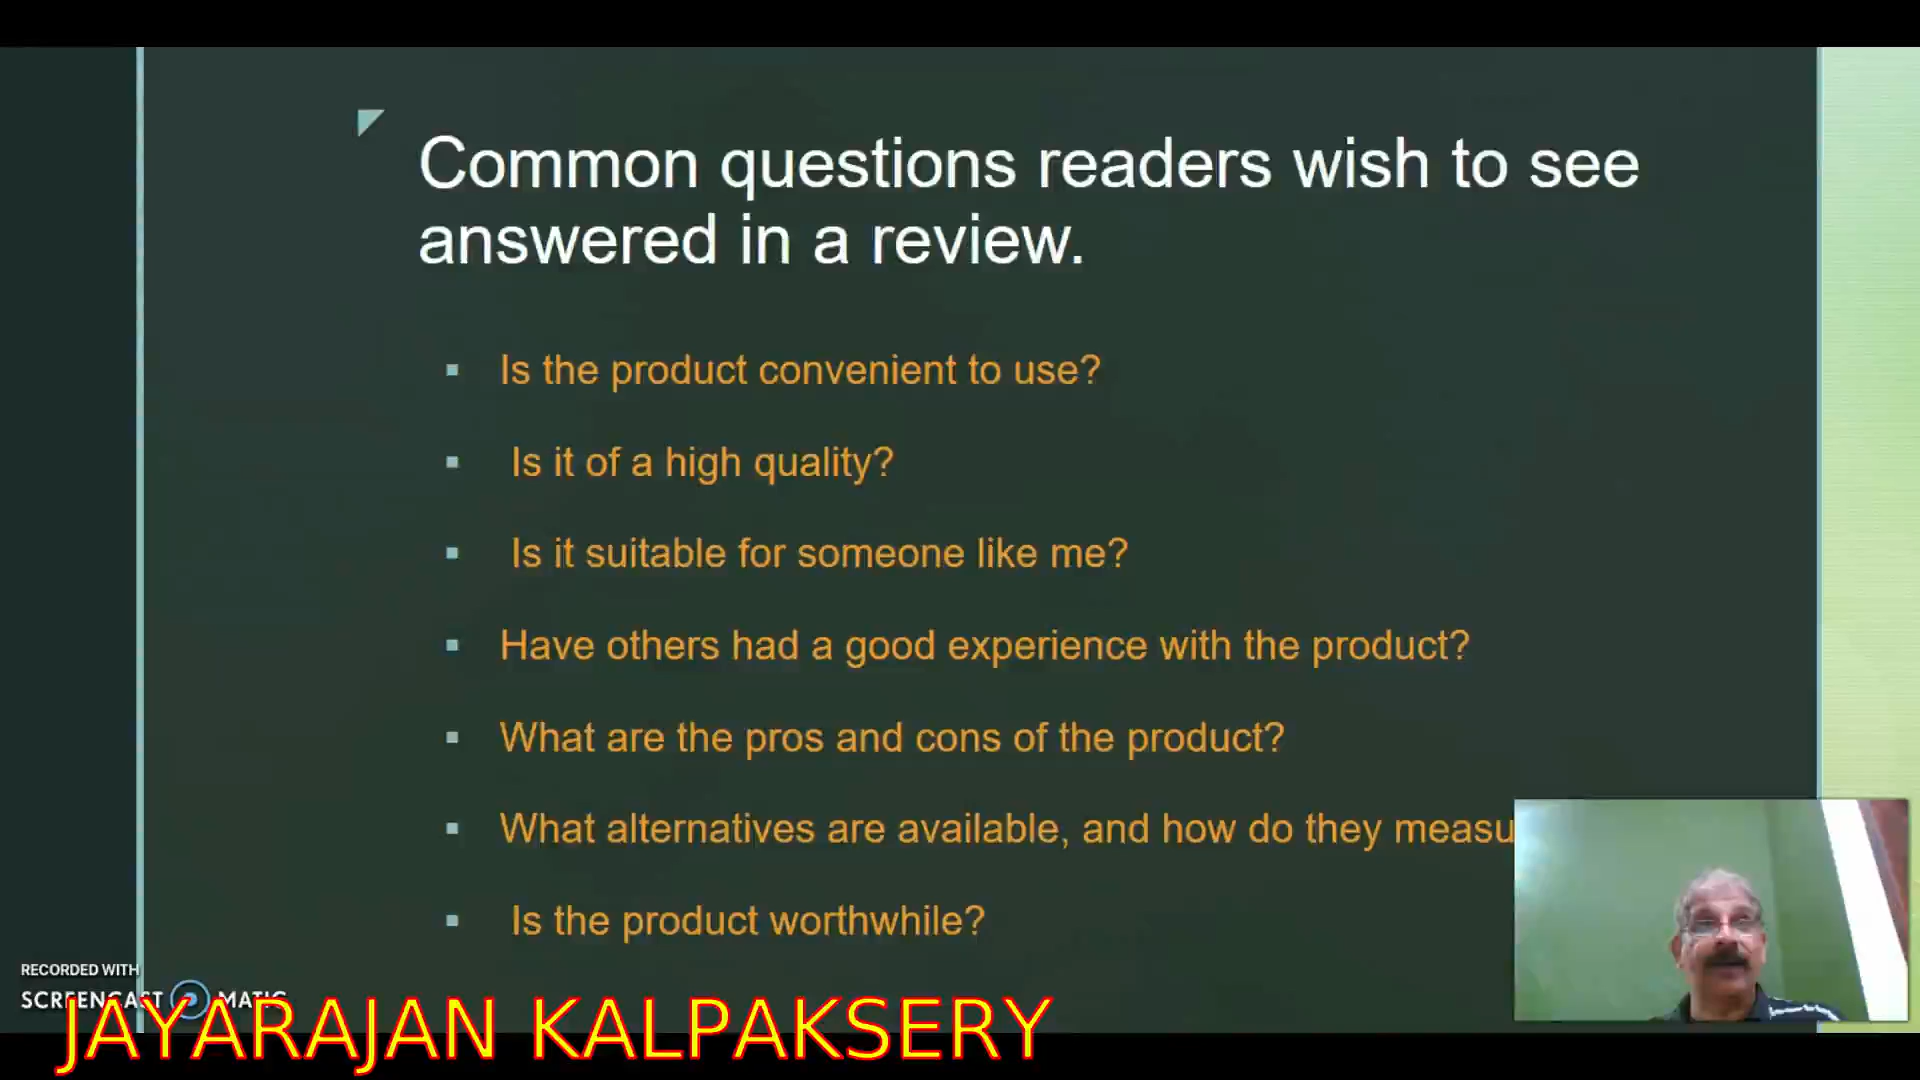 Common questions readers wish to see
answered in a review.
Is the product convenient to use?
Is it of a high quality?
Is it suitable for someone like me?
Have others had a good experience with the product?
What are the pros and cons of the product?
What alternatives are available, and how do they
Is the product worthwhile?
RECORDED WITH
SCREENCAST MATIC
JAYARAJAN KALPAKSERY